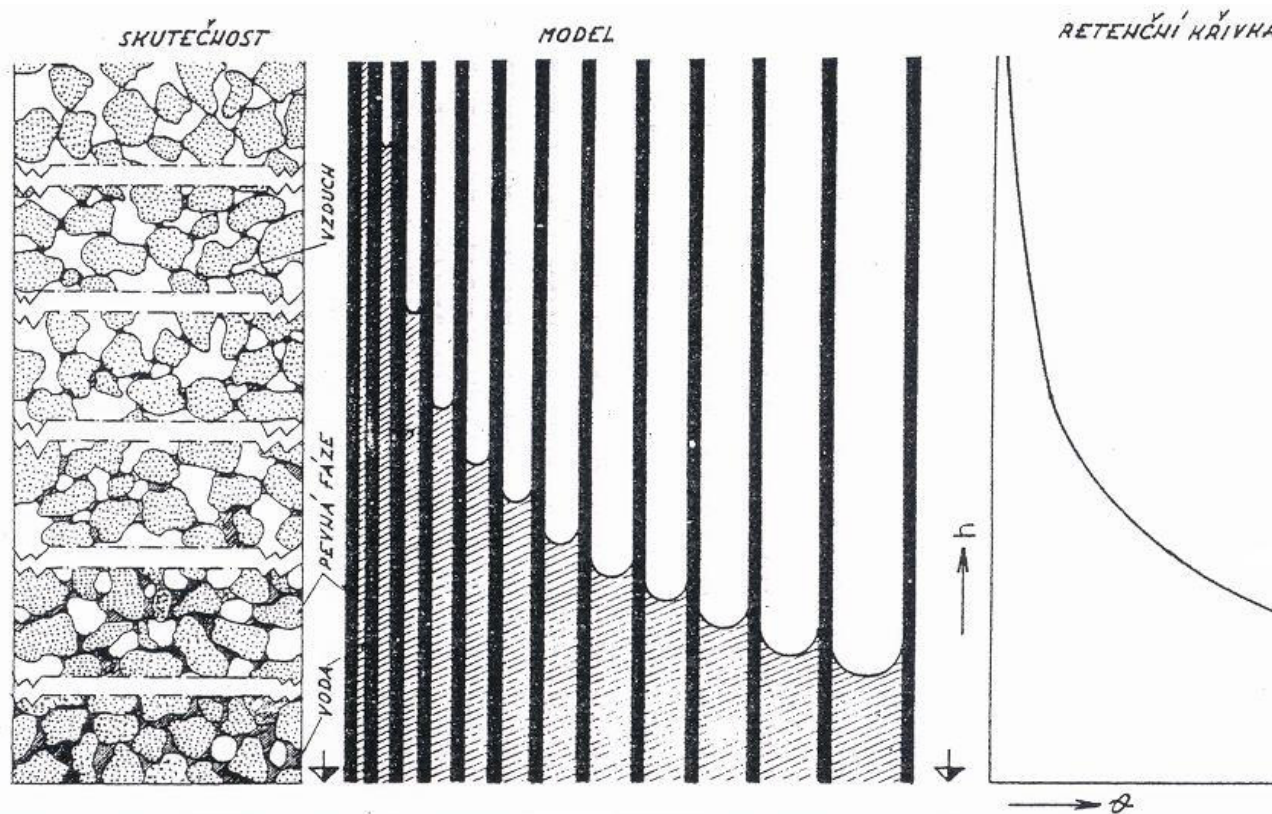 SKUTEČNOST
MODEL
RETENČNÍ KŘIVKA
VZDUCH
PEVNÁ FÁZE
VODA
h
θ